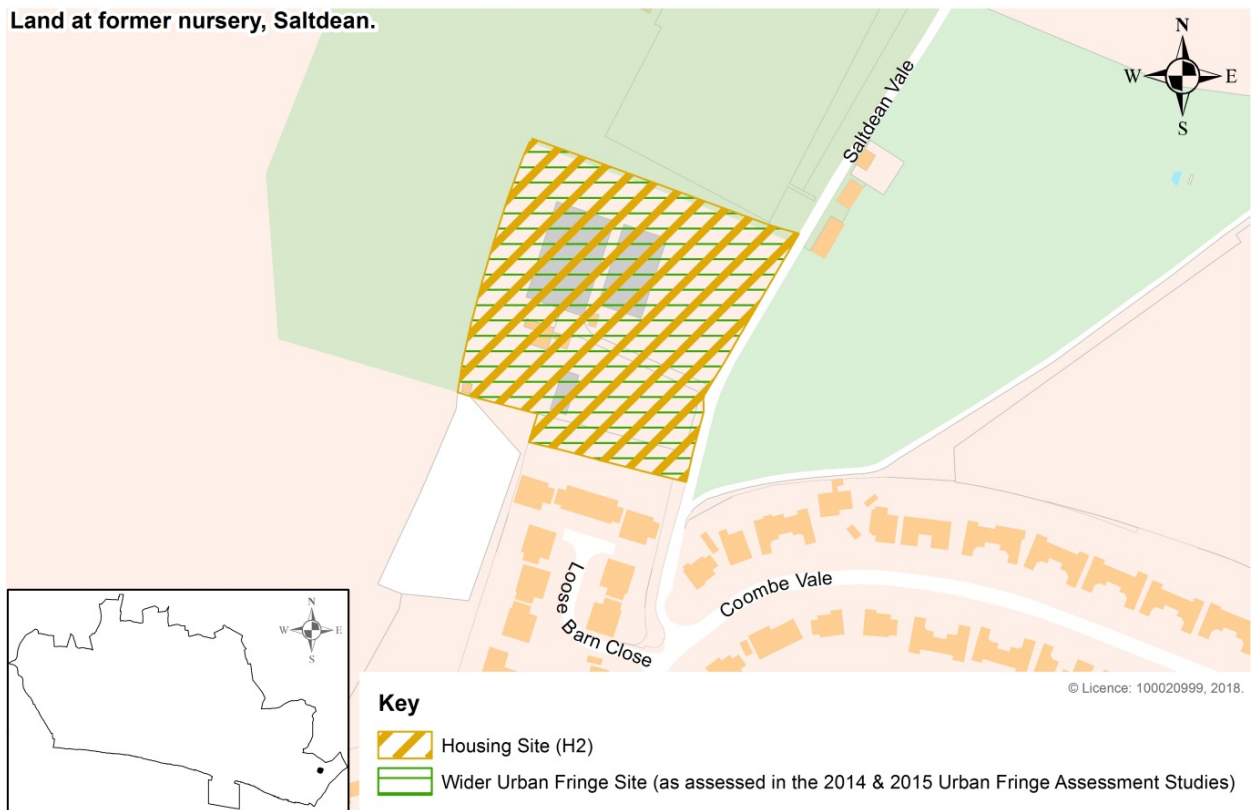 Land at former nursery, Saltdean.
N
W E
S
Saltdean Vale
Coombe Vale
Loose
Barn Close
N
W E
S
© Licence: 100020999, 2018.
Key
Housing Site (H2)
Wider Urban Fringe Site (as assessed in the 2014 & 2015 Urban Fringe Assessment Studies)